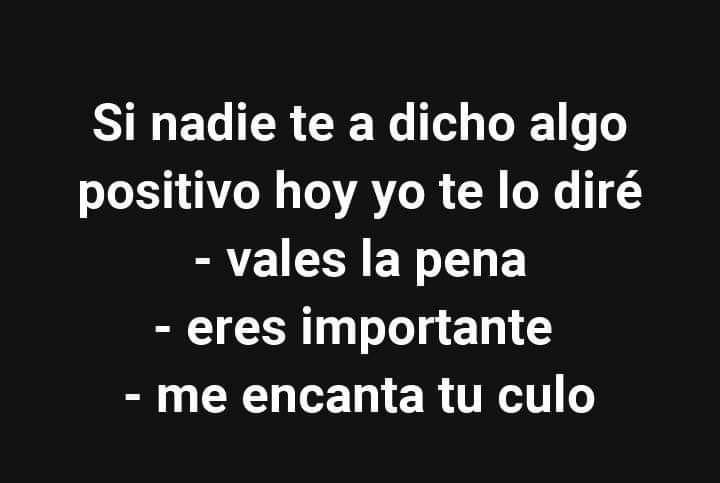 Si nadie te a dicho algo
positivo hoy yo te lo diré
- vales la pena
- eres importante
- me encanta tu culo